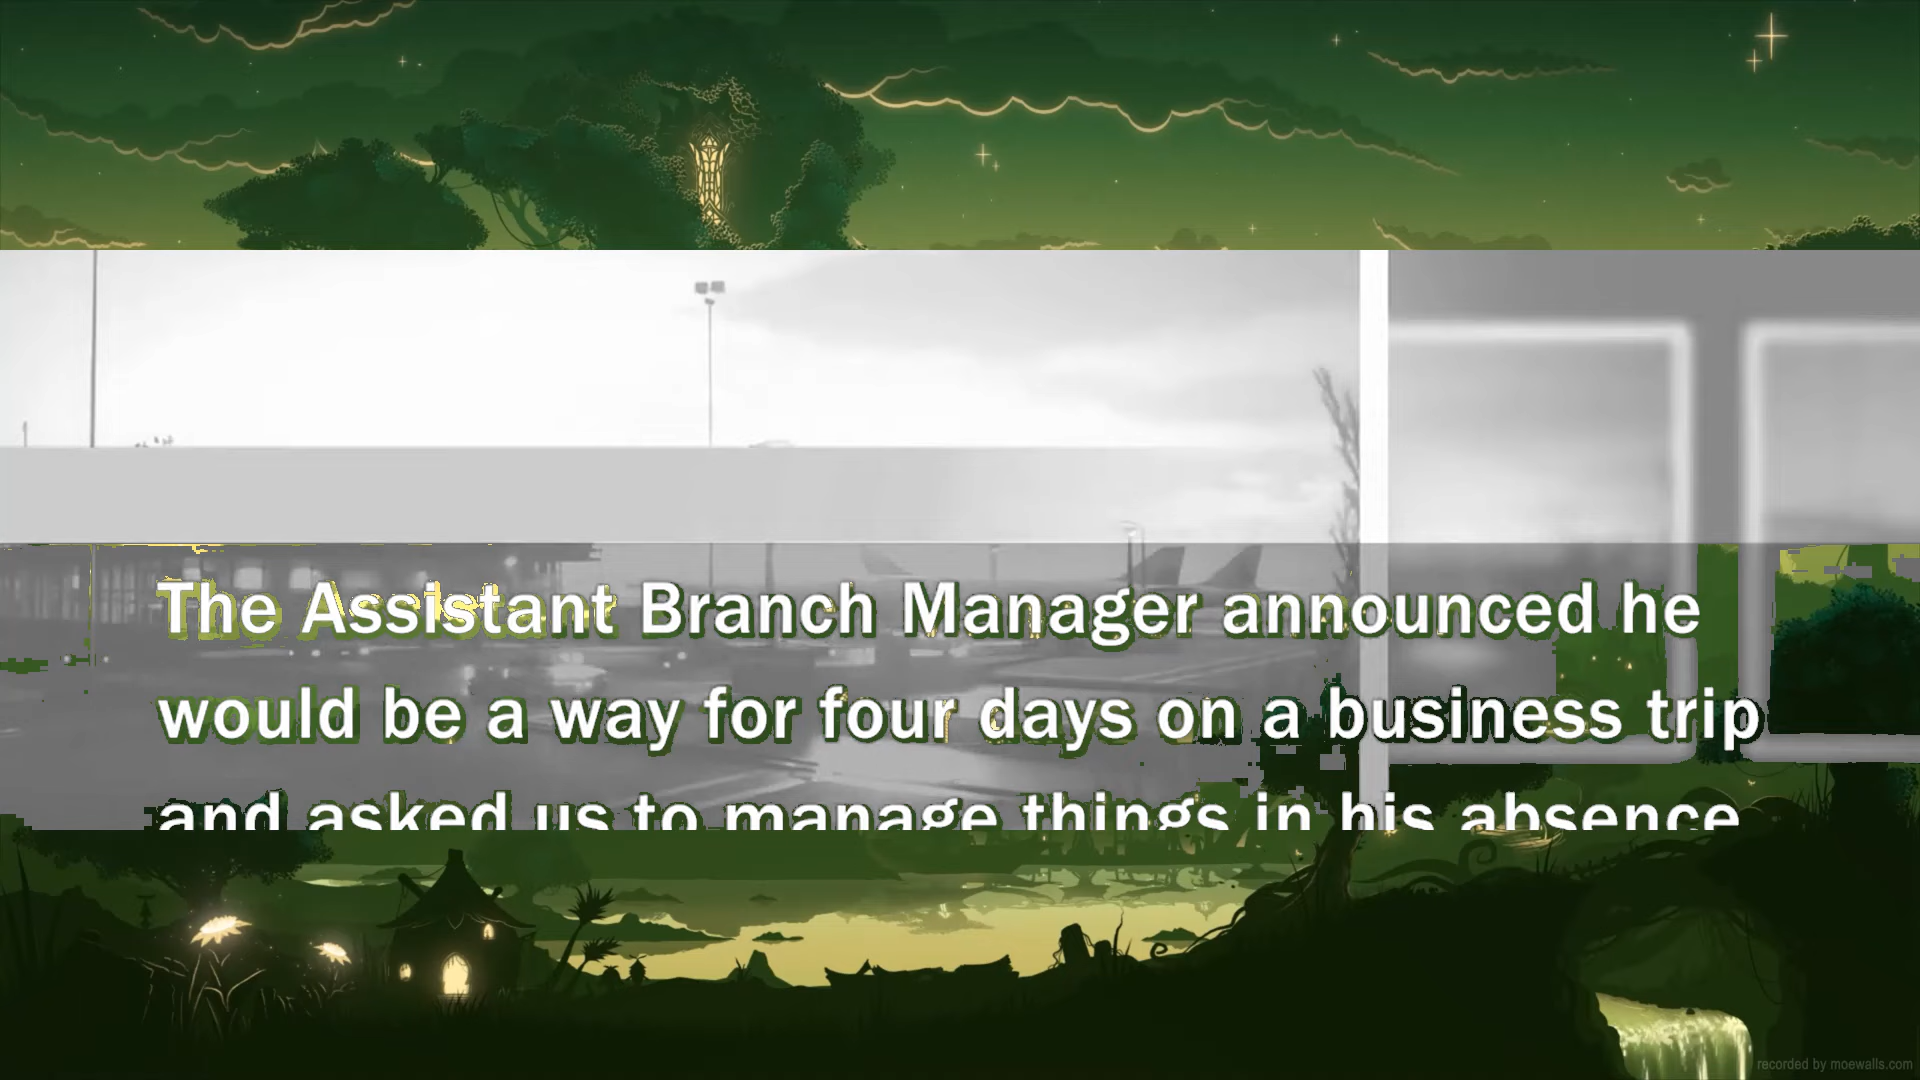 The Assistant Branch Manager announced he
would be a way for four days on a business trip
and asked us to manage things in his absence
recorded by moewalls.com